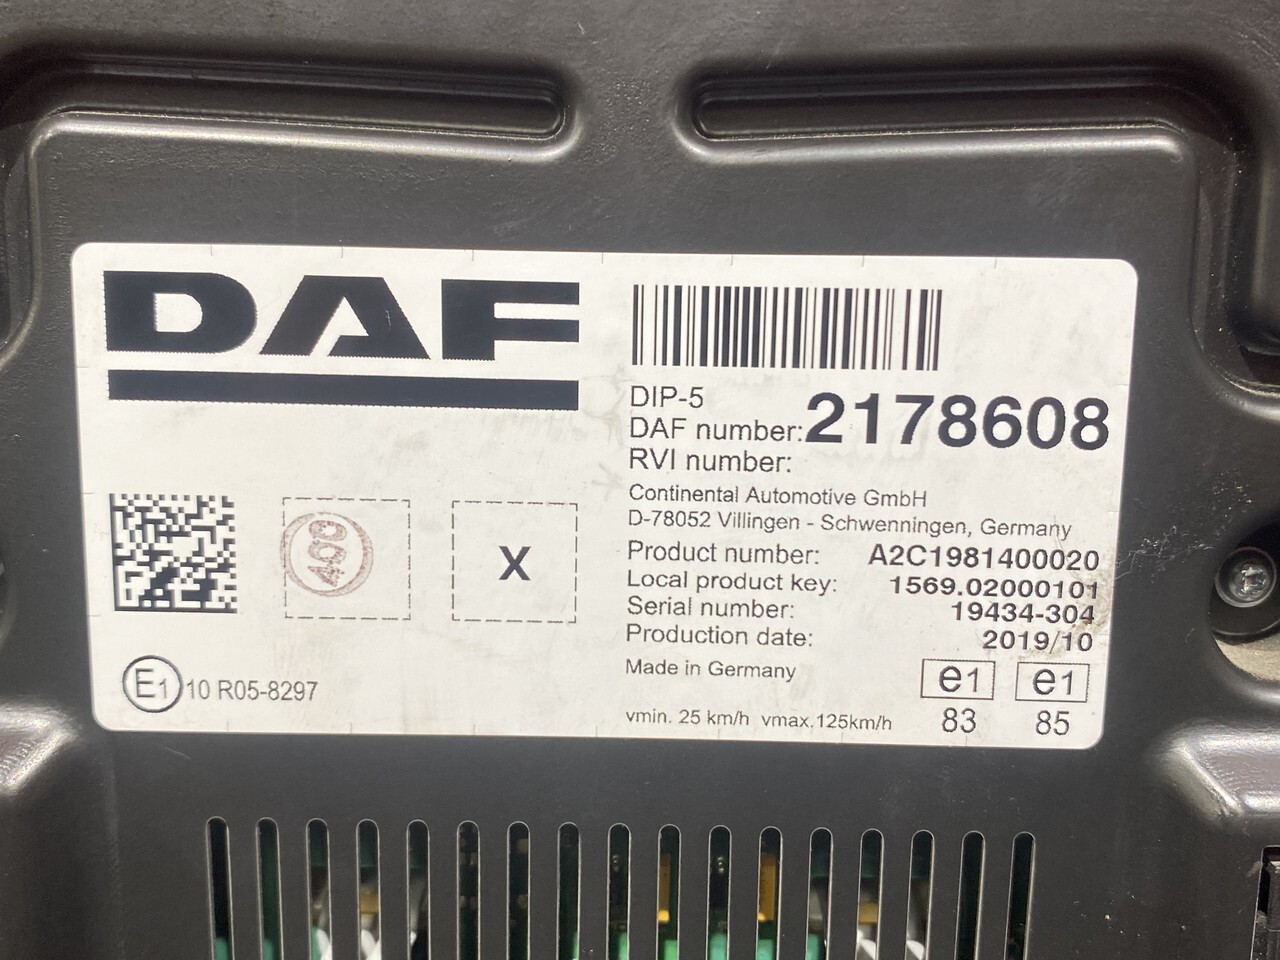 DAF
DIP-5
DAF number: 2178608
RVI number:
Continental Automotive GmbH
D-78052 Villingen - Schwenningen, Germany
Product number: A2C1981400020
Local product key: 1569.02000101
Serial number: 19434-304
Production date: 2019/10
Made in Germany
e1 e1
vmin. 25 km/h vmax.125km/h 83 85
400
X
E1 10 R05-8297